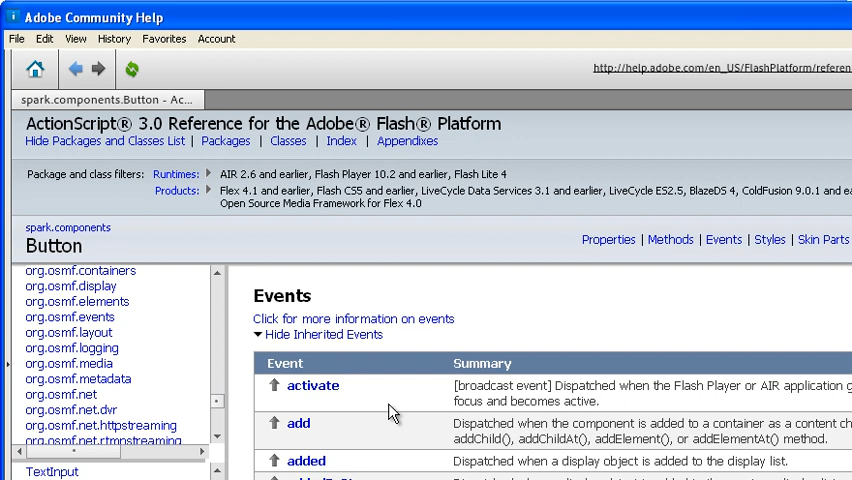 Adobe Community Help
File Edit View History Favorites Account
http://help.adobe.com/en_US/FlashPlatform/referen
spark.components.Button - Ac...
ActionScript® 3.0 Reference for the Adobe® Flash® Platform
Hide Packages and Classes List | Packages | Classes | Index | Appendixes
Package and class filters: Runtimes: AIR 2.6 and earlier, Flash Player 10.2 and earlier, Flash Lite 4
Products: Flex 4.1 and earlier, Flash CS5 and earlier, LiveCycle Data Services 3.1 and earlier, LiveCycle ES2.5, BlazeDS 4, ColdFusion 9.0.1 and ea
Open Source Media Framework for Flex 4.0
spark.components
Button
Properties | Methods | Events | Styles | Skin Parts
org.osmf.containers
org.osmf.display
org.osmf.elements
org.osmf.events
org.osmf.layout
org.osmf.logging
org.osmf.media
org.osmf.metadata
org.osmf.net
org.osmf.net.dvr
org.osmf.net.httpstreaming
org.osmf.net.rtmpstreaming
TextInput
Events
Click for more information on events
Hide Inherited Events
Event Summary
activate [broadcast event] Dispatched when the Flash Player or AIR application g
focus and becomes active.
add Dispatched when the component is added to a container as a content ch
addChild(), addChildAt(), addElement(), or addElementAt() method.
added Dispatched when a display object is added to the display list.